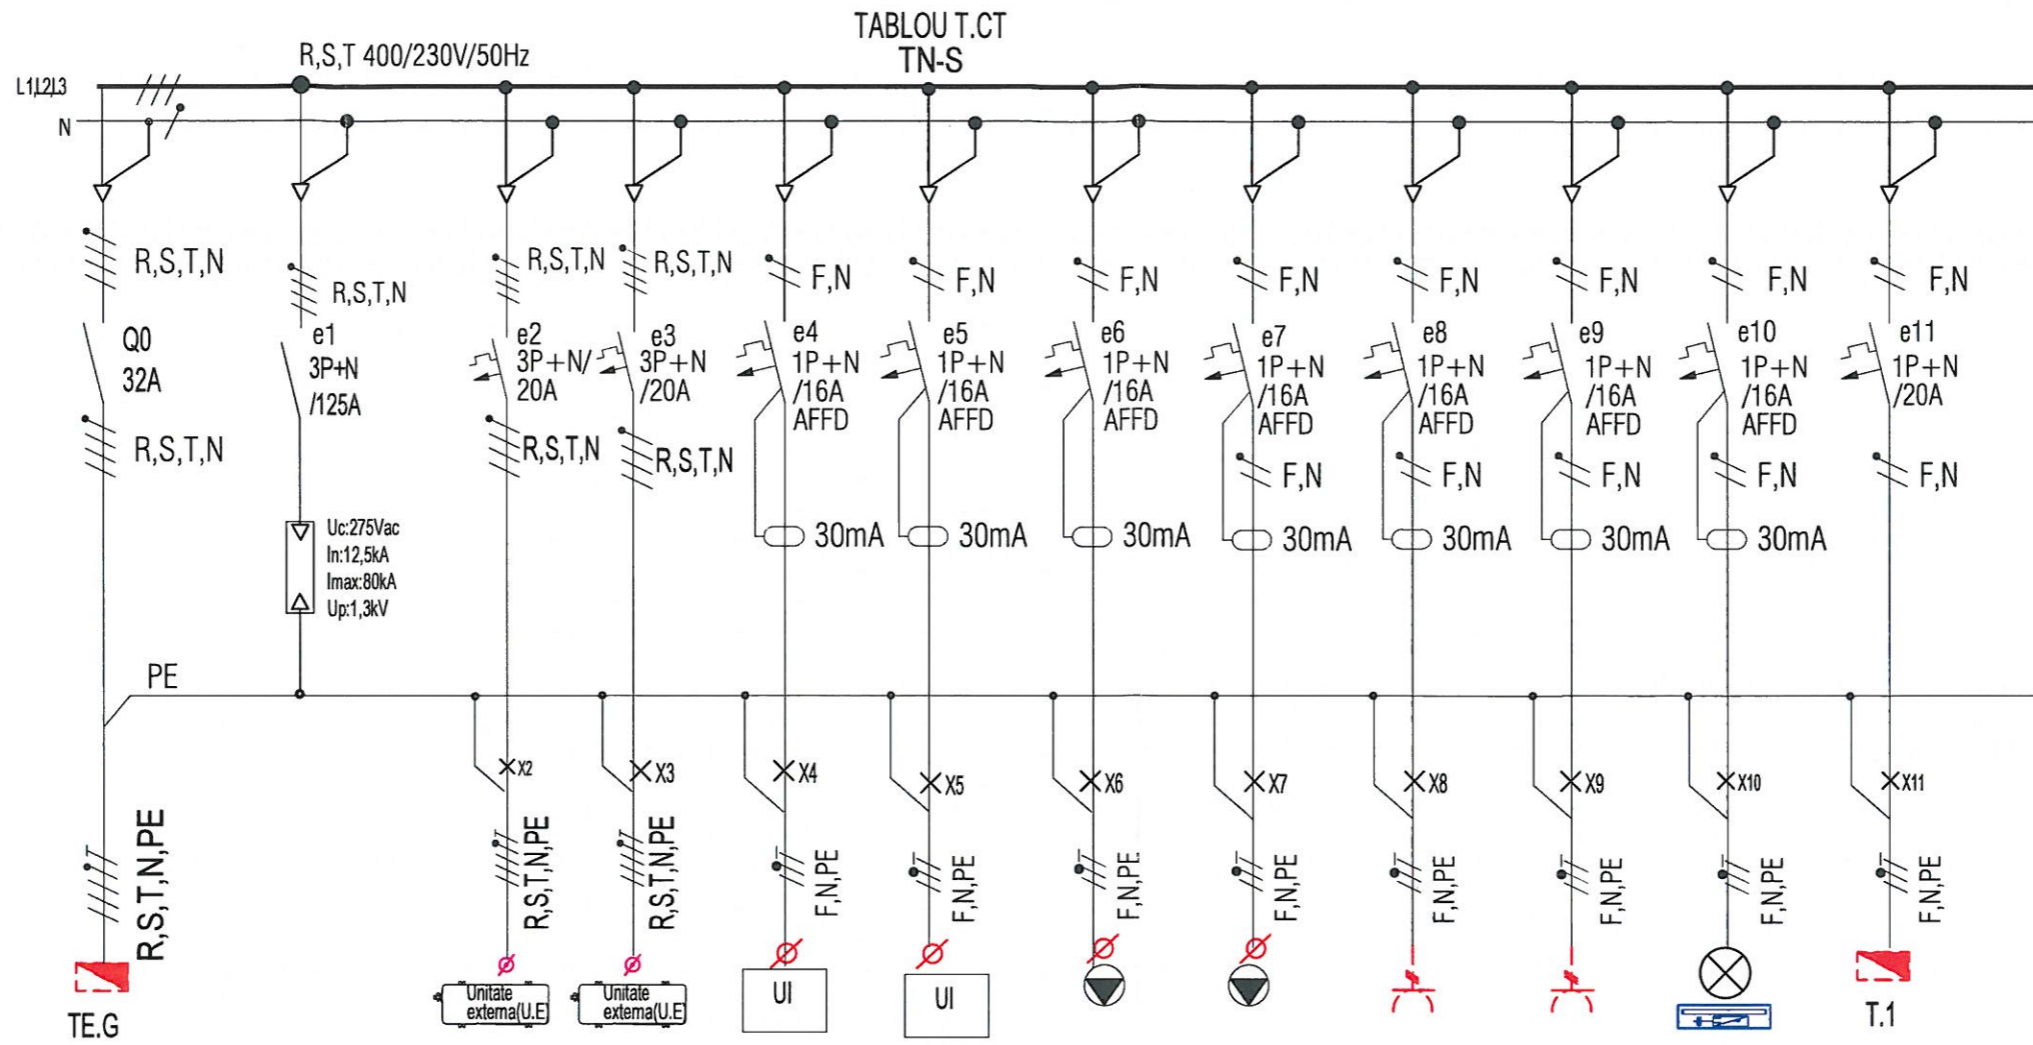 TABLOU T.CT
TN-S
R,S,T 400/230V/50Hz
L1,L2,L3
N
R,S,T,N
Q0
32A
R,S,T,N
R,S,T,N
e1
3P+N
/125A
Uc:275Vac
In:12,5kA
Imax:80kA
Up:1,3kV
R,S,T,N
e2
3P+N/
20A
R,S,T,N
R,S,T,N
e3
3P+N
/20A
R,S,T,N
F,N
e4
1P+N
/16A
AFFD
30mA
F,N
e5
1P+N
/16A
AFFD
30mA
F,N
e6
1P+N
/16A
AFFD
30mA
F,N
e7
1P+N
/16A
AFFD
F,N
30mA
F,N
e8
1P+N
/16A
AFFD
F,N
30mA
F,N
e9
1P+N
/16A
AFFD
F,N
30mA
F,N
e10
1P+N
/16A
AFFD
F,N
30mA
F,N
e11
1P+N
/20A
F,N
PE
X2
X3
X4
X5
X6
X7
X8
X9
X10
X11
R,S,T,N,PE
R,S,T,N,PE
R,S,T,N,PE
F,N,PE
F,N,PE
F,N,PE
F,N,PE
F,N,PE
F,N,PE
F,N,PE
F,N,PE
TE.G
Unitate
externa(U.E)
Unitate
externa(U.E)
UI
UI
T.1